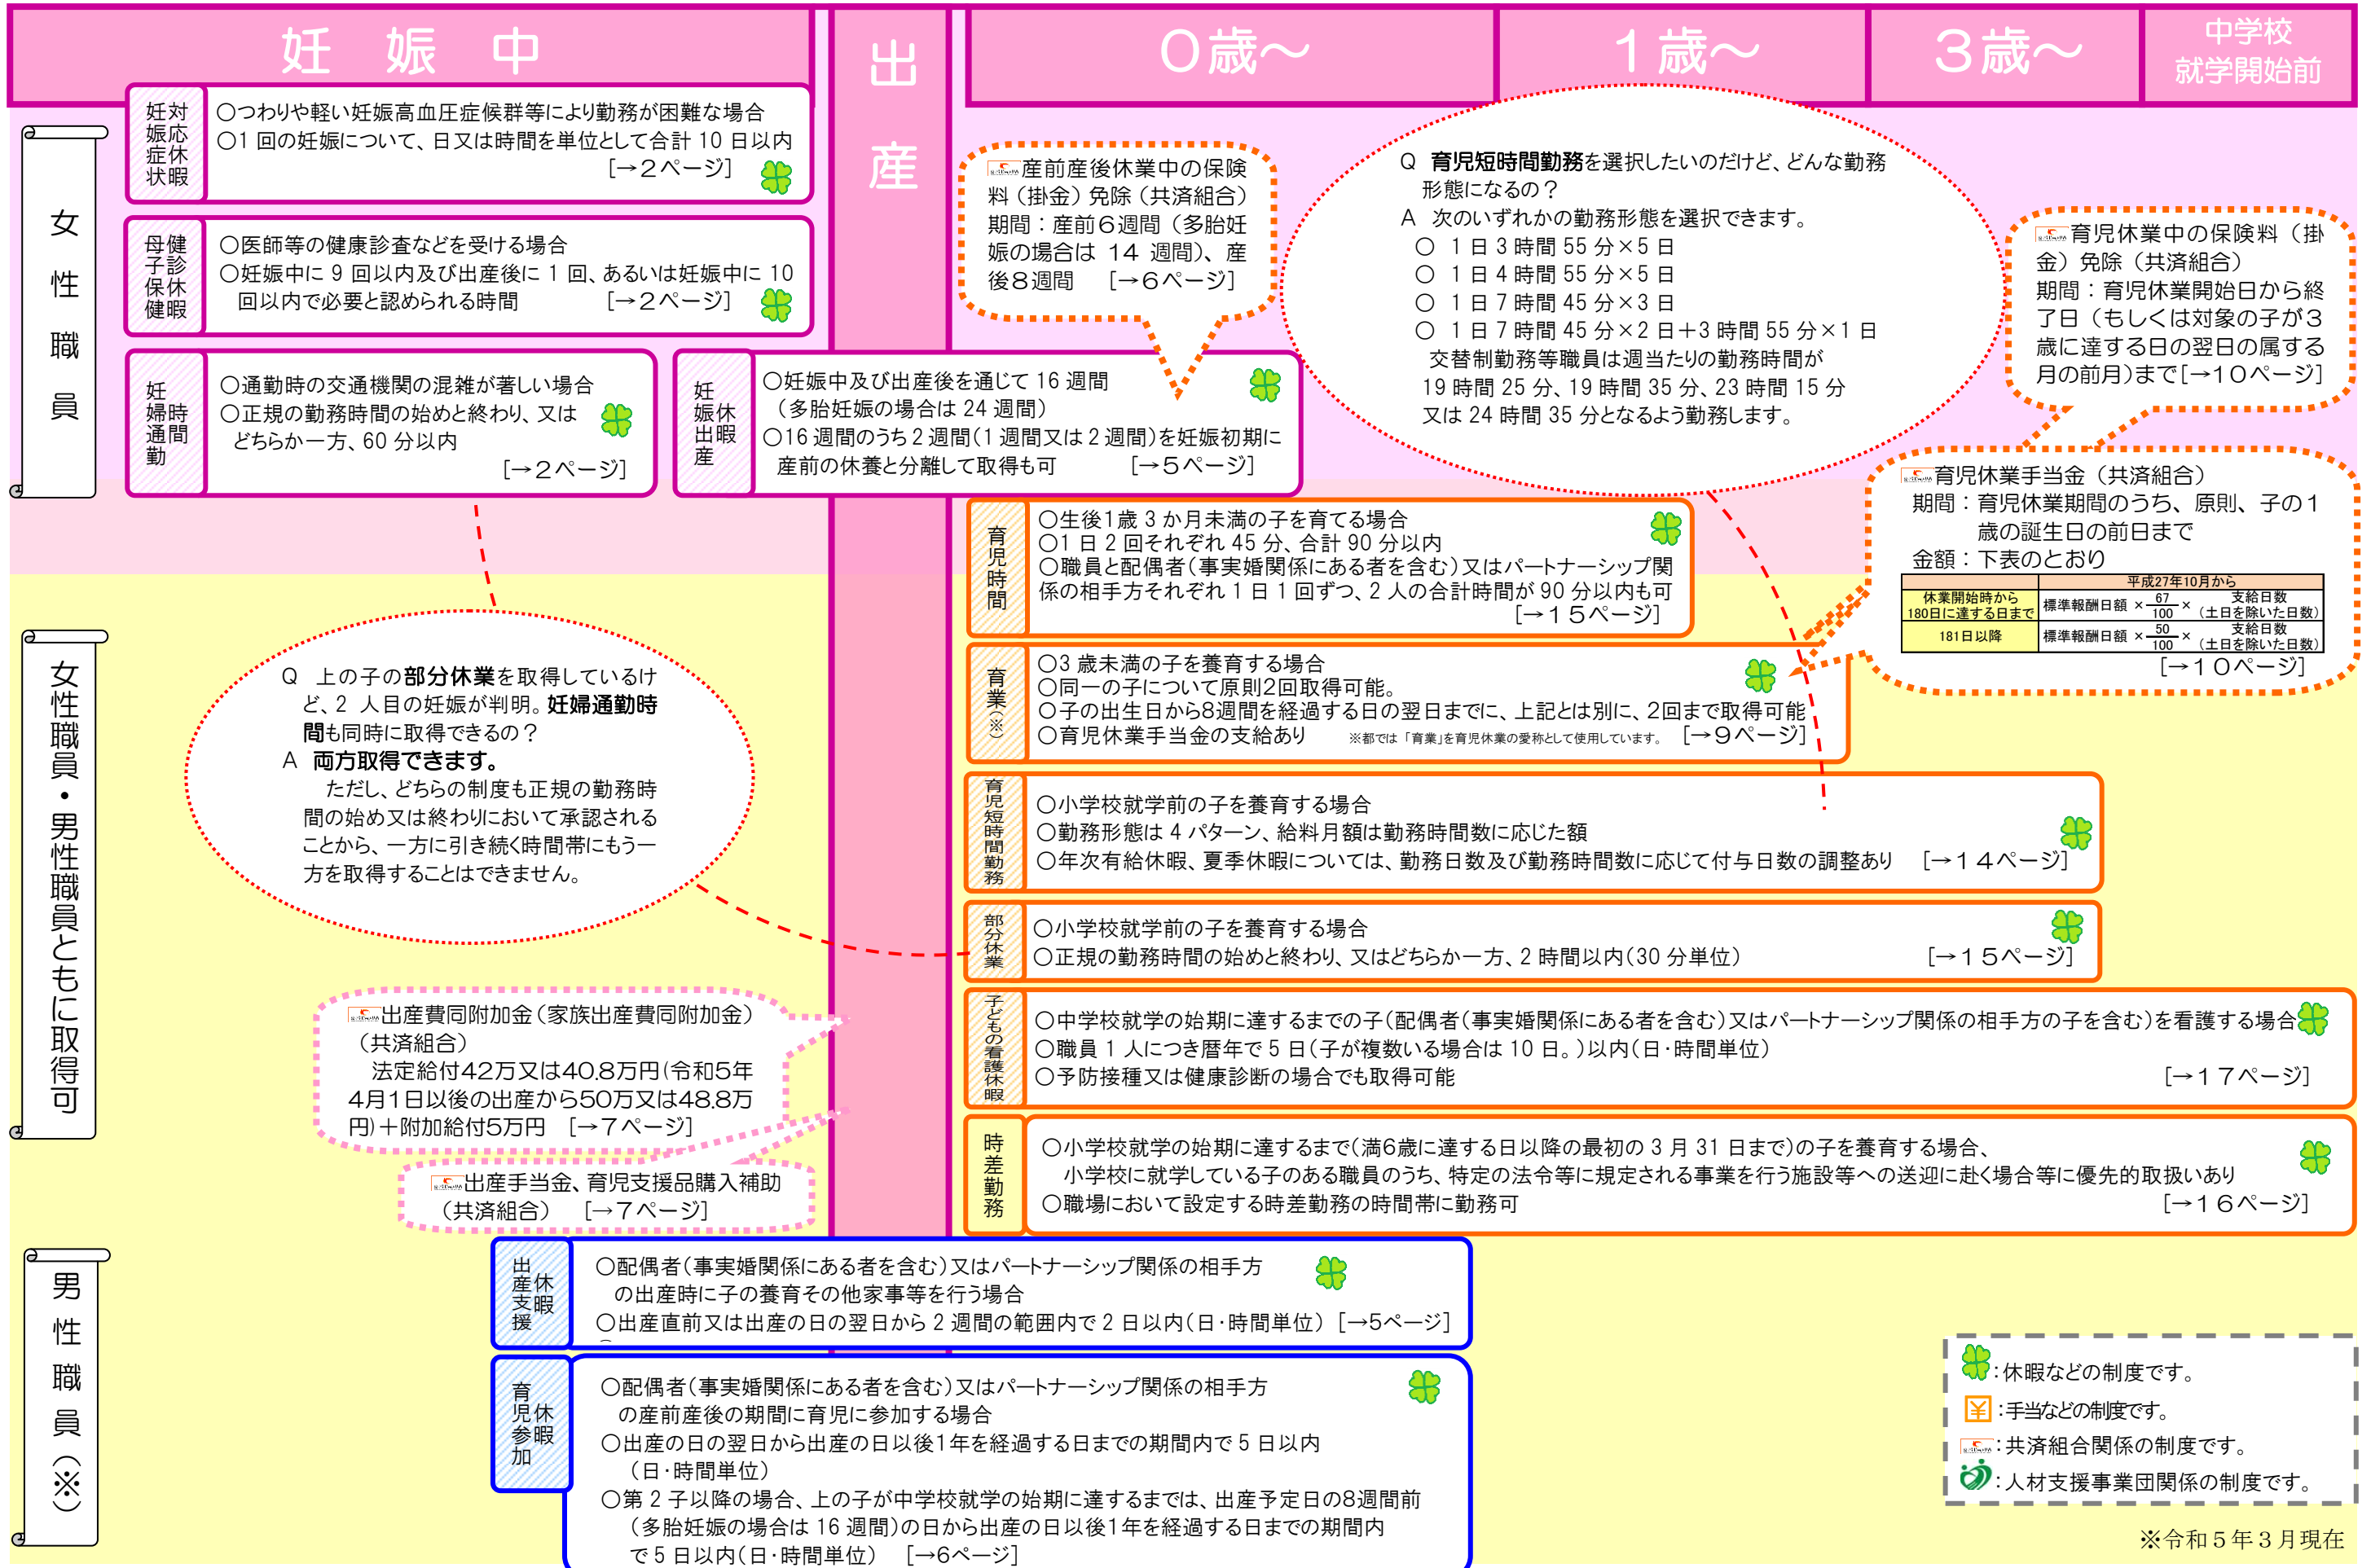 妊娠中
出産
0歳～
1歳～
3歳～
中学校
就学開始前
女性職員
妊娠症状
対応休暇
○つわりや軽い妊娠高血圧症候群等により勤務が困難な場合
○1 回の妊娠について、日又は時間を単位として合計 10 日以内
[→2ページ]
母子保健
健診休暇
○医師等の健康診査などを受ける場合
○妊娠中に 9 回以内及び出産後に 1 回、あるいは妊娠中に 10
回以内で必要と認められる時間 [→2ページ]
妊婦通勤
時間
○通勤時の交通機関の混雑が著しい場合
○正規の勤務時間の始めと終わり、又は
どちらか一方、60 分以内
[→2ページ]
妊娠出産
休暇
○妊娠中及び出産後を通じて 16 週間
（多胎妊娠の場合は 24 週間）
○16 週間のうち 2 週間（1 週間又は 2 週間）を妊娠初期に
産前の休養と分離して取得も可 [→5ページ]
産前産後休業中の保険
料（掛金）免除（共済組合）
期間：産前6週間（多胎妊
娠の場合は 14 週間）、産
後8週間 [→6ページ]
Q 育児短時間勤務を選択したいのだけど、どんな勤務
形態になるの？
A 次のいずれかの勤務形態を選択できます。
○ 1 日 3 時間 55 分×5 日
○ 1 日 4 時間 55 分×5 日
○ 1 日 7 時間 45 分×3 日
○ 1 日 7 時間 45 分×2 日＋3 時間 55 分×1 日
交替制勤務等職員は週当たりの勤務時間が
19 時間 25 分、19 時間 35 分、23 時間 15 分
又は 24 時間 35 分となるよう勤務します。
育児休業中の保険料（掛
金）免除（共済組合）
期間：育児休業開始日から終
了日（もしくは対象の子が3
歳に達する日の翌日の属する
月の前月）まで[→10ページ]
育児休業手当金（共済組合）
期間：育児休業期間のうち、原則、子の1
歳の誕生日の前日まで
金額：下表のとおり
平成27年10月から
休業開始時から
180日に達する日まで
標準報酬日額 × 67/100 × 支給日数
（土日を除いた日数）
181日以降
標準報酬日額 × 50/100 × 支給日数
（土日を除いた日数）
[→10ページ]
女性職員・男性職員ともに取得可
育児時間
○生後1歳 3 か月未満の子を育てる場合
○1 日 2 回それぞれ 45 分、合計 90 分以内
○職員と配偶者（事実婚関係にある者を含む）又はパートナーシップ関
係の相手方それぞれ 1 日 1 回ずつ、2 人の合計時間が 90 分以内も可
[→15ページ]
育業（※）
○3 歳未満の子を養育する場合
○同一の子について原則2回取得可能。
○子の出生日から8週間を経過する日の翌日までに、上記とは別に、2回まで取得可能
○育児休業手当金の支給あり ※都では「育業」を育児休業の愛称として使用しています。 [→9ページ]
Q 上の子の部分休業を取得しているけ
ど、2 人目の妊娠が判明。妊婦通勤時
間も同時に取得できるの？
A 両方取得できます。
ただし、どちらの制度も正規の勤務時
間の始め又は終わりにおいて承認される
ことから、一方に引き続く時間帯にもう一
方を取得することはできません。
育児短時間勤務
○小学校就学前の子を養育する場合
○勤務形態は 4 パターン、給料月額は勤務時間数に応じた額
○年次有給休暇、夏季休暇については、勤務日数及び勤務時間数に応じて付与日数の調整あり [→14ページ]
部分休業
○小学校就学前の子を養育する場合
○正規の勤務時間の始めと終わり、又はどちらか一方、2 時間以内（30 分単位） [→15ページ]
子どもの看護休暇
○中学校就学の始期に達するまでの子（配偶者（事実婚関係にある者を含む）又はパートナーシップ関係の相手方の子を含む）を看護する場合
○職員 1 人につき暦年で 5 日（子が複数いる場合は 10 日。）以内（日・時間単位）
○予防接種又は健康診断の場合でも取得可能 [→17ページ]
時差勤務
○小学校就学の始期に達するまで（満6歳に達する日以降の最初の 3 月 31 日まで）の子を養育する場合、
小学校に就学している子のある職員のうち、特定の法令等に規定される事業を行う施設等への送迎に赴く場合等に優先的取扱いあり
○職場において設定する時差勤務の時間帯に勤務可 [→16ページ]
出産費同附加金（家族出産費同附加金）
（共済組合）
法定給付42万又は40.8万円（令和5年
4月1日以後の出産から50万又は48.8万
円）＋附加給付5万円 [→7ページ]
出産手当金、育児支援品購入補助
（共済組合） [→7ページ]
男性職員（※）
出産支援
休暇
○配偶者（事実婚関係にある者を含む）又はパートナーシップ関係の相手方
の出産時に子の養育その他家事等を行う場合
○出産直前又は出産の日の翌日から 2 週間の範囲内で 2 日以内（日・時間単位） [→5ページ]
育児参加
休暇
○配偶者（事実婚関係にある者を含む）又はパートナーシップ関係の相手方
の産前産後の期間に育児に参加する場合
○出産の日の翌日から出産の日以後1年を経過する日までの期間内で 5 日以内
（日・時間単位）
○第 2 子以降の場合、上の子が中学校就学の始期に達するまでは、出産予定日の8週間前
（多胎妊娠の場合は 16 週間）の日から出産の日以後1年を経過する日までの期間内
で 5 日以内（日・時間単位） [→6ページ]
：休暇などの制度です。
¥：手当などの制度です。
：共済組合関係の制度です。
：人材支援事業団関係の制度です。
※令和５年３月現在